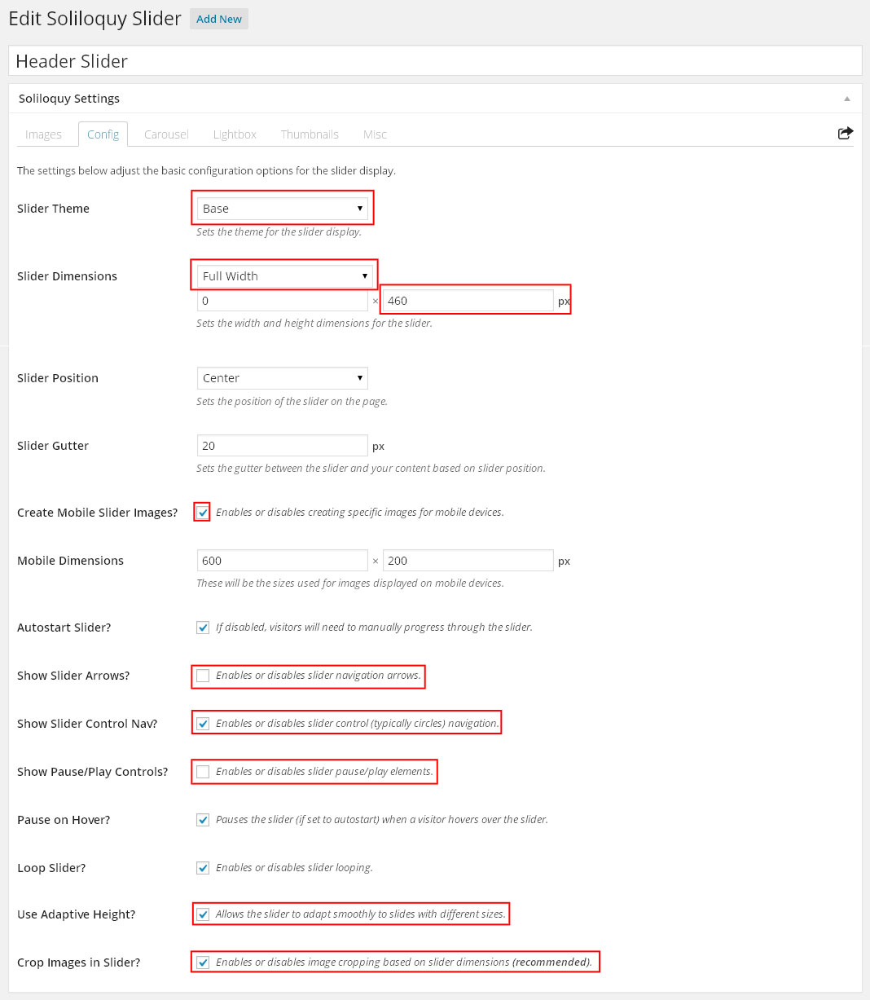 Edit Soliloquy Slider Add New
Header Slider
Soliloquy Settings
Images Config Carousel Lightbox Thumbnails Misc
The settings below adjust the basic configuration options for the slider display.
Slider Theme Base
Sets the theme for the slider display.
Slider Dimensions Full Width
0 × 460 px
Sets the width and height dimensions for the slider.
Slider Position Center
Sets the position of the slider on the page.
Slider Gutter 20 px
Sets the gutter between the slider and your content based on slider position.
Create Mobile Slider Images? Enables or disables creating specific images for mobile devices.
Mobile Dimensions 600 × 200 px
These will be the sizes used for images displayed on mobile devices.
Autostart Slider? If disabled, visitors will need to manually progress through the slider.
Show Slider Arrows? Enables or disables slider navigation arrows.
Show Slider Control Nav? Enables or disables slider control (typically circles) navigation.
Show Pause/Play Controls? Enables or disables slider pause/play elements.
Pause on Hover? Pauses the slider (if set to autostart) when a visitor hovers over the slider.
Loop Slider? Enables or disables slider looping.
Use Adaptive Height? Allows the slider to adapt smoothly to slides with different sizes.
Crop Images in Slider? Enables or disables image cropping based on slider dimensions (recommended).